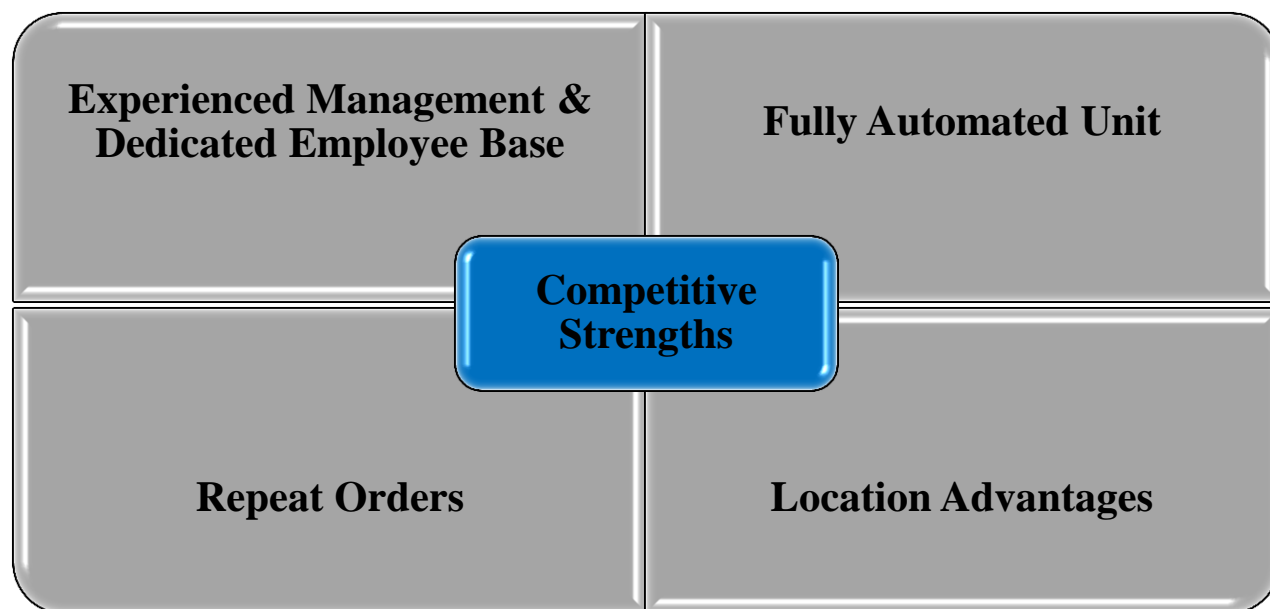 Experienced Management &
Dedicated Employee Base
Fully Automated Unit
Competitive
Strengths
Repeat Orders
Location Advantages